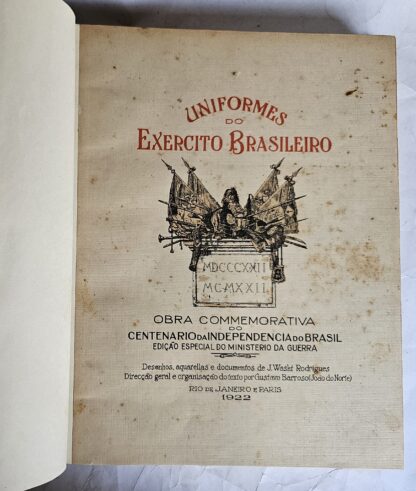 UNIFORMES
DO
EXERCITO BRASILEIRO
MDCCCXXII
MCMXXII
OBRA COMMEMORATIVA
DO
CENTENARIO DA INDEPENDENCIA DO BRASIL
EDIÇÃO ESPECIAL DO MINISTERIO DA GUERRA
Desenhos, aquarellas e documentos de J. Washt Rodrigues
Direcção geral e organisação do texto por Gustavo Barroso (João do Norte)
RIO DE JANEIRO E PARIS
1922